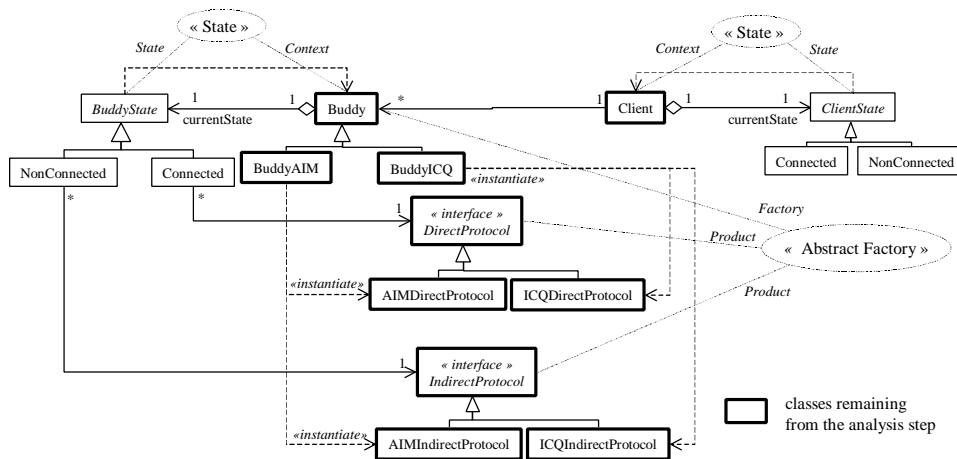 « State »
« State »
State
Context
Context
State
1
1
*
1
1
1
BuddyState
Buddy
Client
ClientState
currentState
currentState
NonConnected
Connected
BuddyAIM
BuddyICQ
Connected
NonConnected
«instantiate»
*
*
1
« interface »
DirectProtocol
Factory
Product
« Abstract Factory »
«instantiate»
AIMDirectProtocol
ICQDirectProtocol
Product
1
« interface »
IndirectProtocol
classes remaining
from the analysis step
«instantiate»
AIMIndirectProtocol
ICQIndirectProtocol